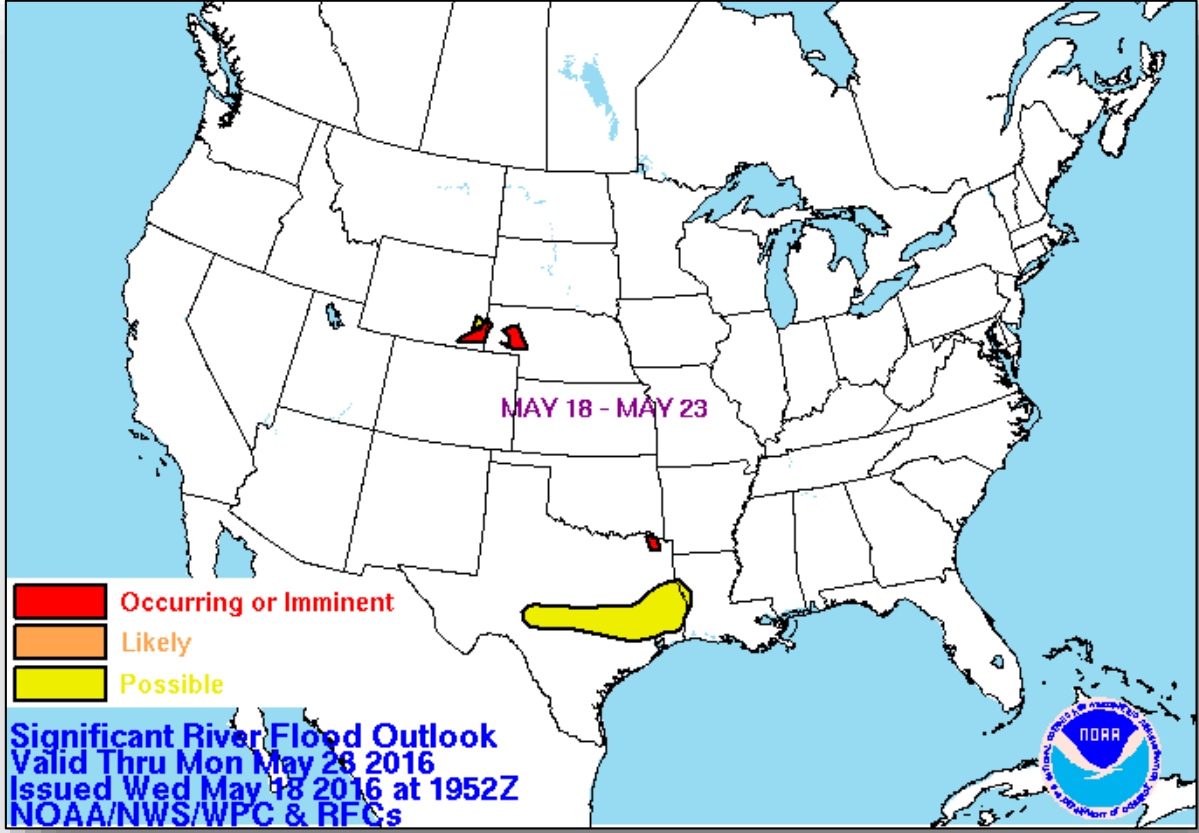 MAY 18 - MAY 23
Occurring or Imminent
Likely
Possible
Significant River Flood Outlook
Valid Thru Mon May 23 2016
Issued Wed May 18 2016 at 1952Z
NOAA/NWS/WPC & RFCs
NOAA